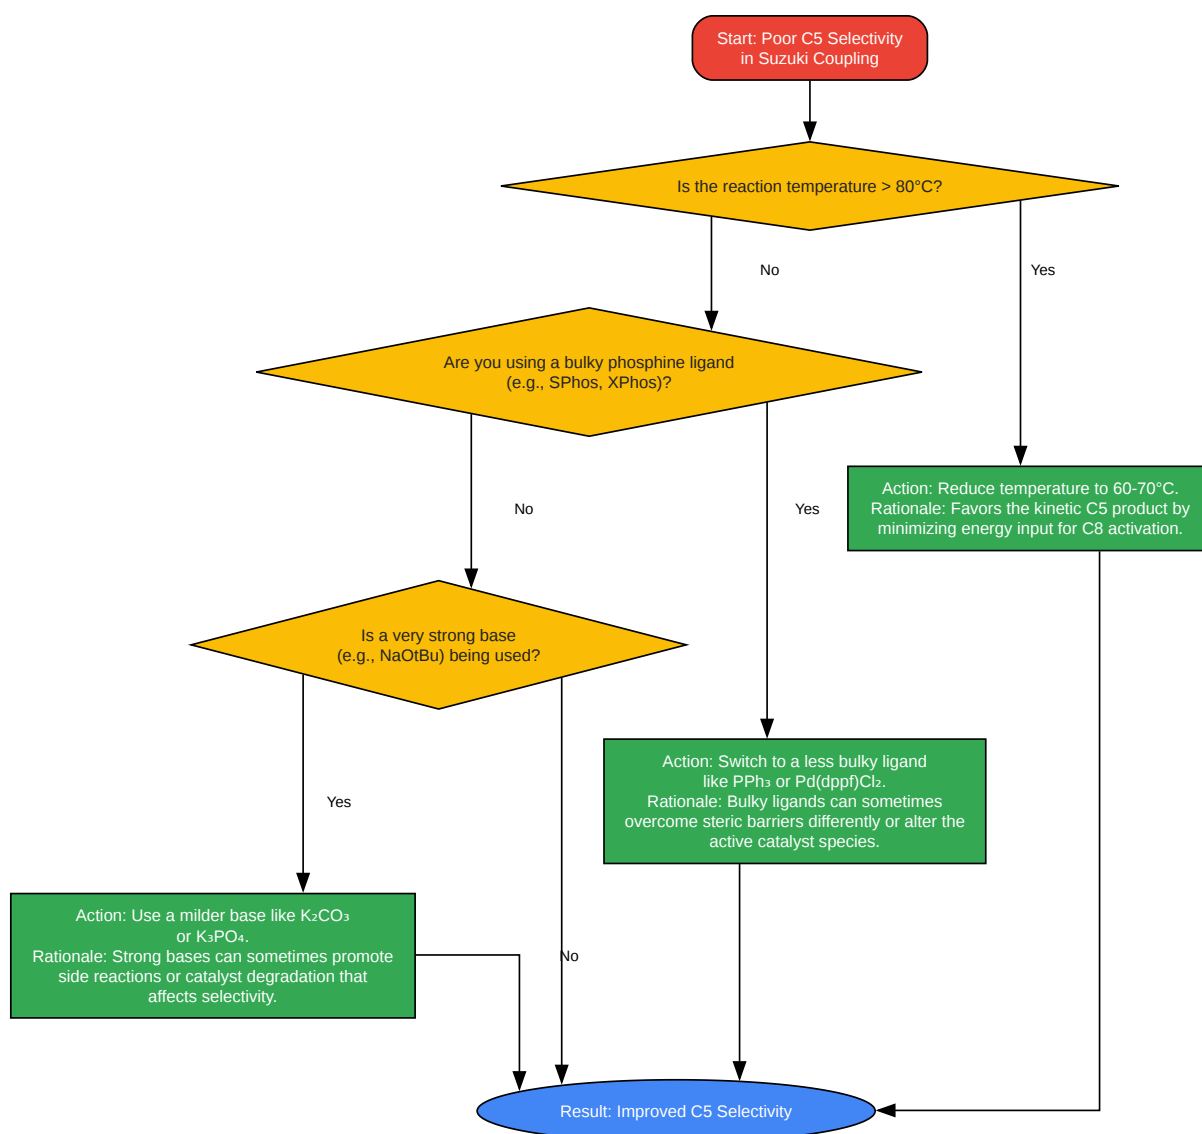 Start: Poor C5 Selectivity
in Suzuki Coupling
Is the reaction temperature > 80°C?
No
Yes
Are you using a bulky phosphine ligand
(e.g., SPhos, XPhos)?
Action: Reduce temperature to 60-70°C.
Rationale: Favors the kinetic C5 product by
minimizing energy input for C8 activation.
No
Yes
Is a very strong base
(e.g., NaOtBu) being used?
Action: Switch to a less bulky ligand
like PPh₃ or Pd(dppf)Cl₂.
Rationale: Bulky ligands can sometimes
overcome steric barriers differently or alter the
active catalyst species.
Yes
No
Action: Use a milder base like K₂CO₃
or K₃PO₄.
Rationale: Strong bases can sometimes promote
side reactions or catalyst degradation that
affects selectivity.
Result: Improved C5 Selectivity